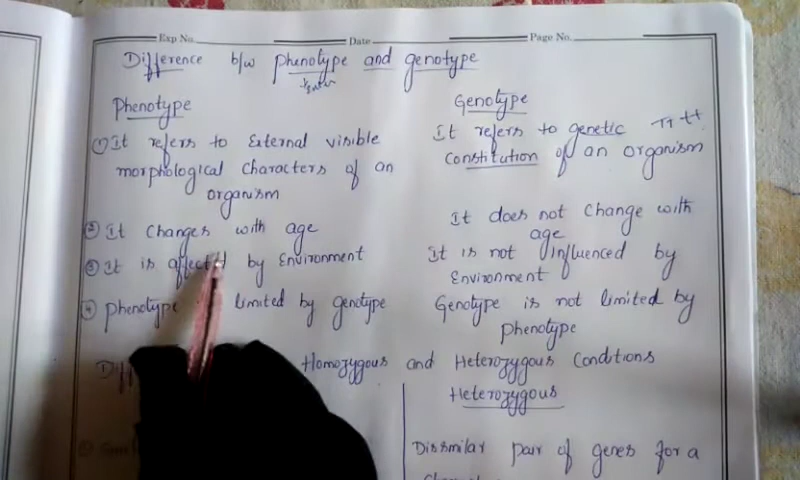 Exp No. Date Page No.
Difference b/w phenotype and genotype
Phenotype
Genotype
① It refers to External visible
morphological characters of an
organism
It refers to genetic TT tt
constitution of an organism
② It changes with age
It does not change with
age
③ It is affected by Environment
It is not influenced by
Environment
④ phenotype limited by genotype
Genotype is not limited by
phenotype
Homozygous and Heterozygous Conditions
Heterozygous
Dissimilar pair of genes for a